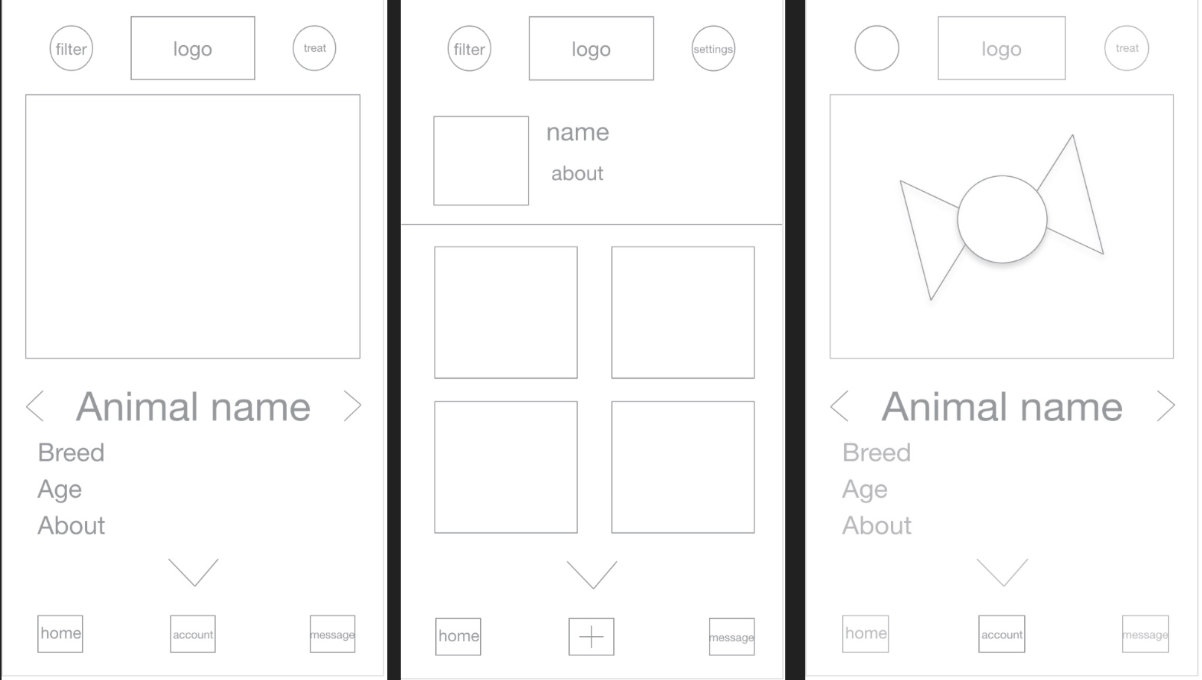 filter
logo
treat
Animal name
Breed
Age
About
home
account
message
filter
logo
settings
name
about
home
message
logo
treat
Animal name
Breed
Age
About
home
account
message